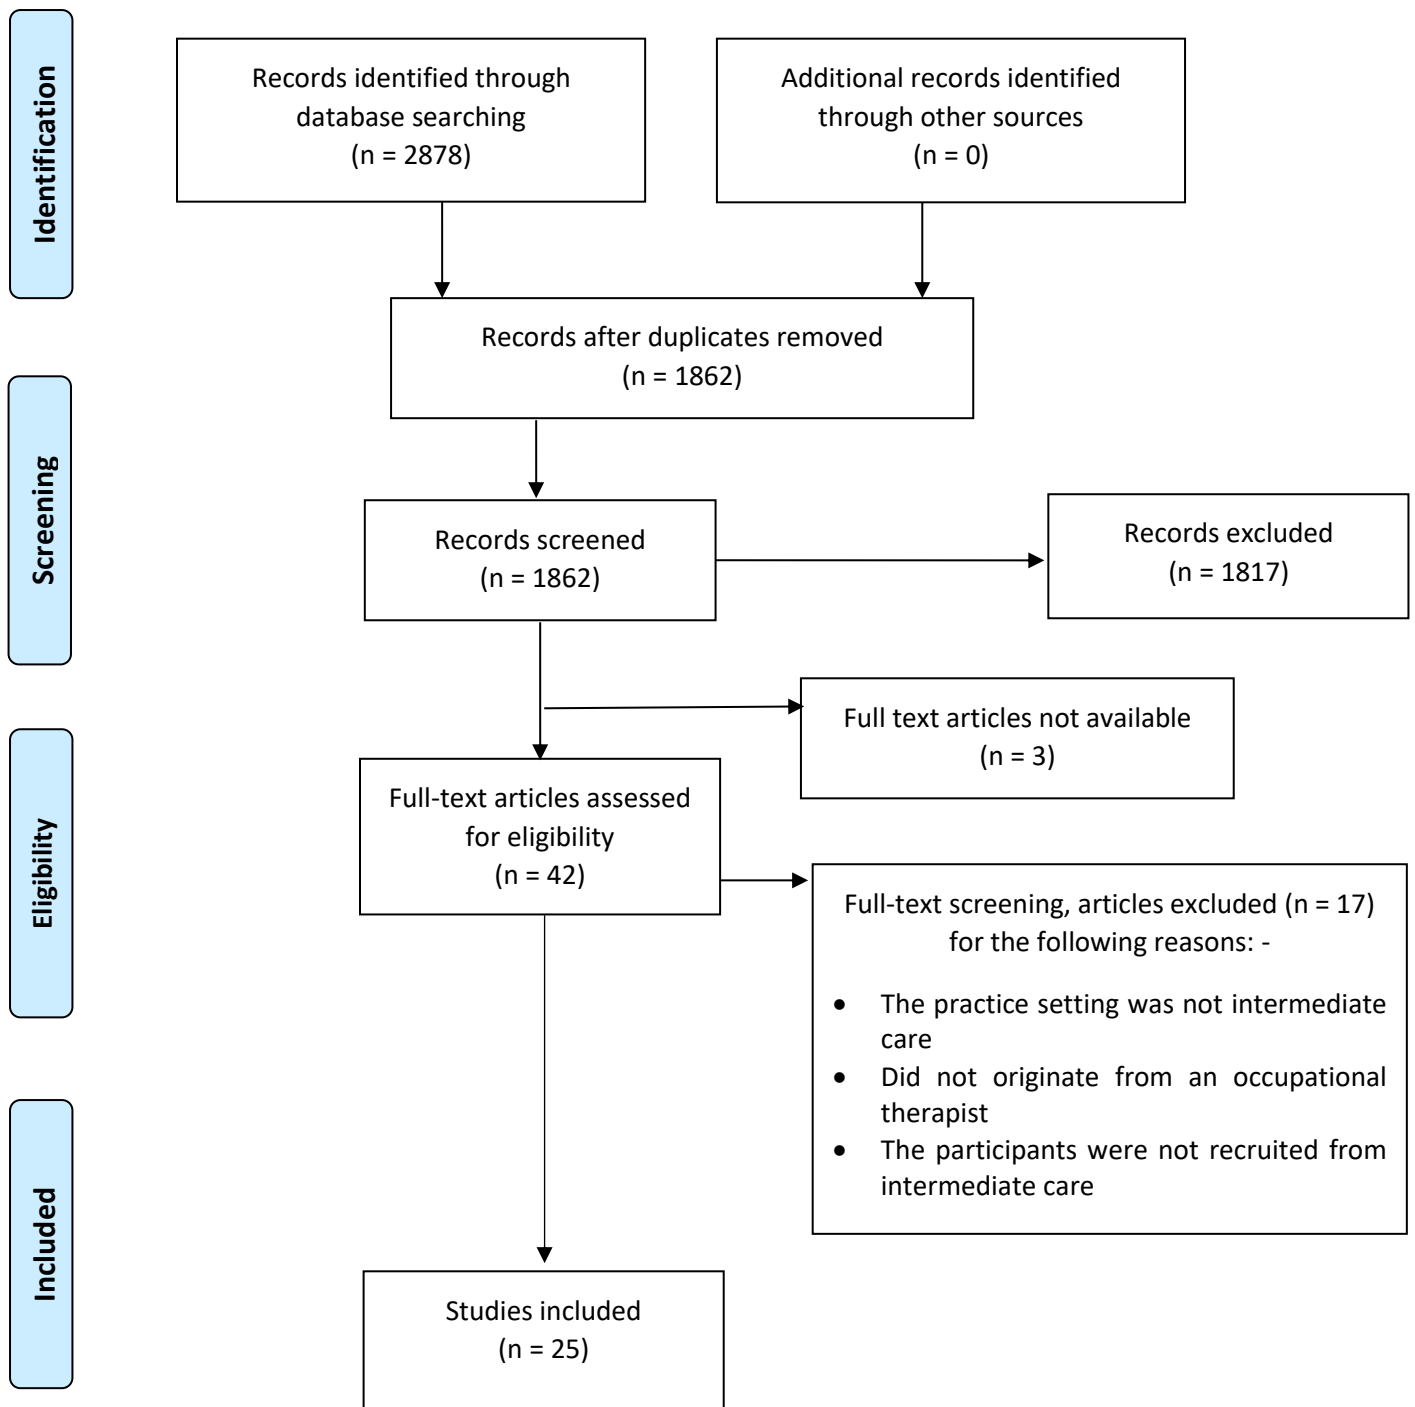 Identification
Records identified through
database searching
(n = 2878)
Additional records identified
through other sources
(n = 0)
Records after duplicates removed
(n = 1862)
Screening
Records screened
(n = 1862)
Records excluded
(n = 1817)
Full text articles not available
(n = 3)
Eligibility
Full-text articles assessed
for eligibility
(n = 42)
Full-text screening, articles excluded (n = 17)
for the following reasons: -
• The practice setting was not intermediate
care
• Did not originate from an occupational
therapist
• The participants were not recruited from
intermediate care
Included
Studies included
(n = 25)